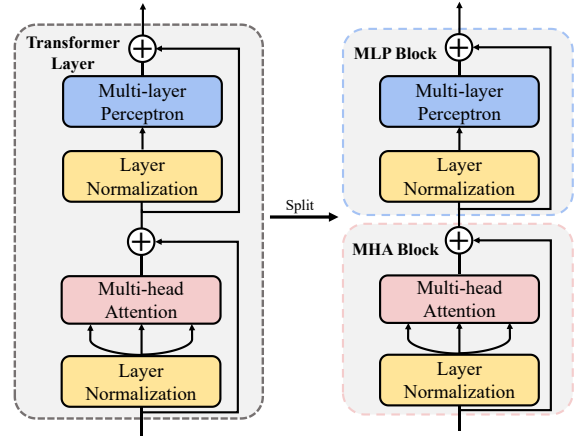 Transformer
Layer
Multi-layer
Perceptron
Layer
Normalization
Multi-head
Attention
Layer
Normalization
Split
MLP Block
Multi-layer
Perceptron
Layer
Normalization
MHA Block
Multi-head
Attention
Layer
Normalization